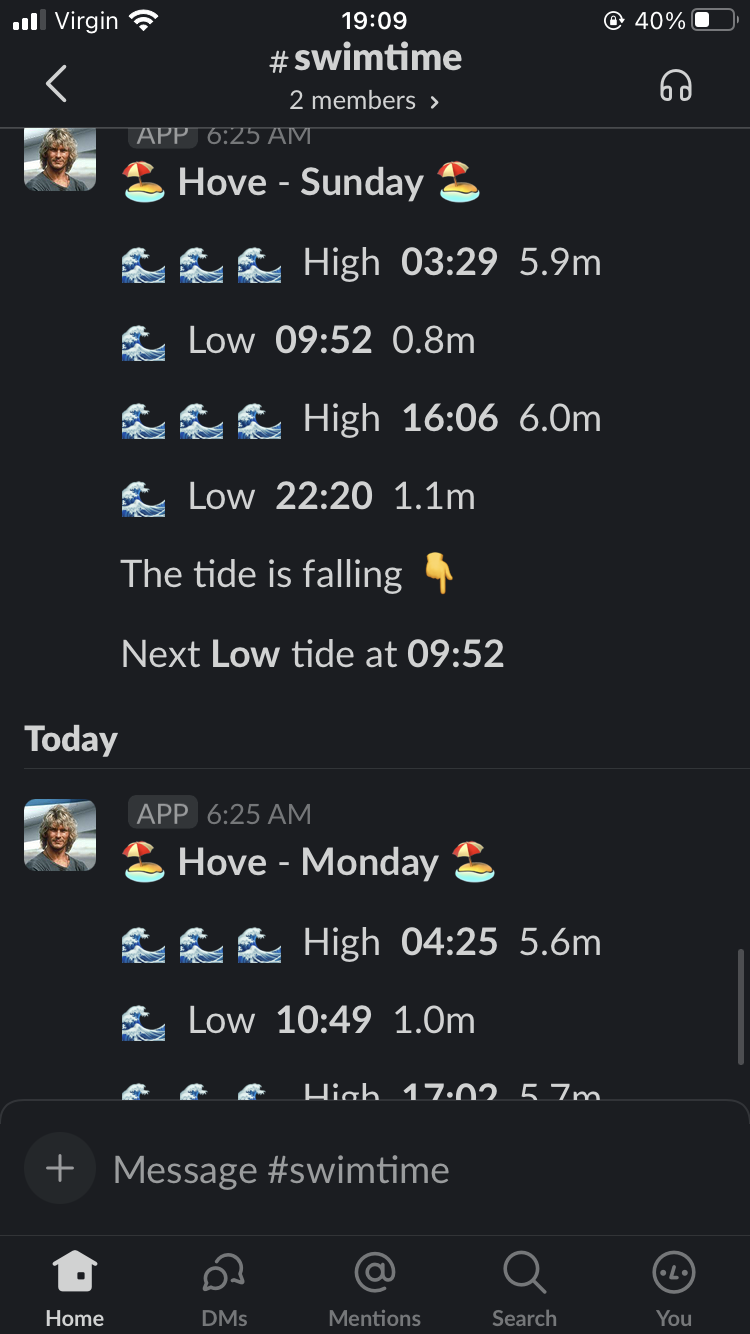 Virgin 19:09 40%
# swimtime
2 members >
APP 6:25 AM
Hove - Sunday
High 03:29 5.9m
Low 09:52 0.8m
High 16:06 6.0m
Low 22:20 1.1m
The tide is falling
Next Low tide at 09:52
Today
APP 6:25 AM
Hove - Monday
High 04:25 5.6m
Low 10:49 1.0m
High 17:02 5.7m
Message #swimtime
Home DMs Mentions Search You